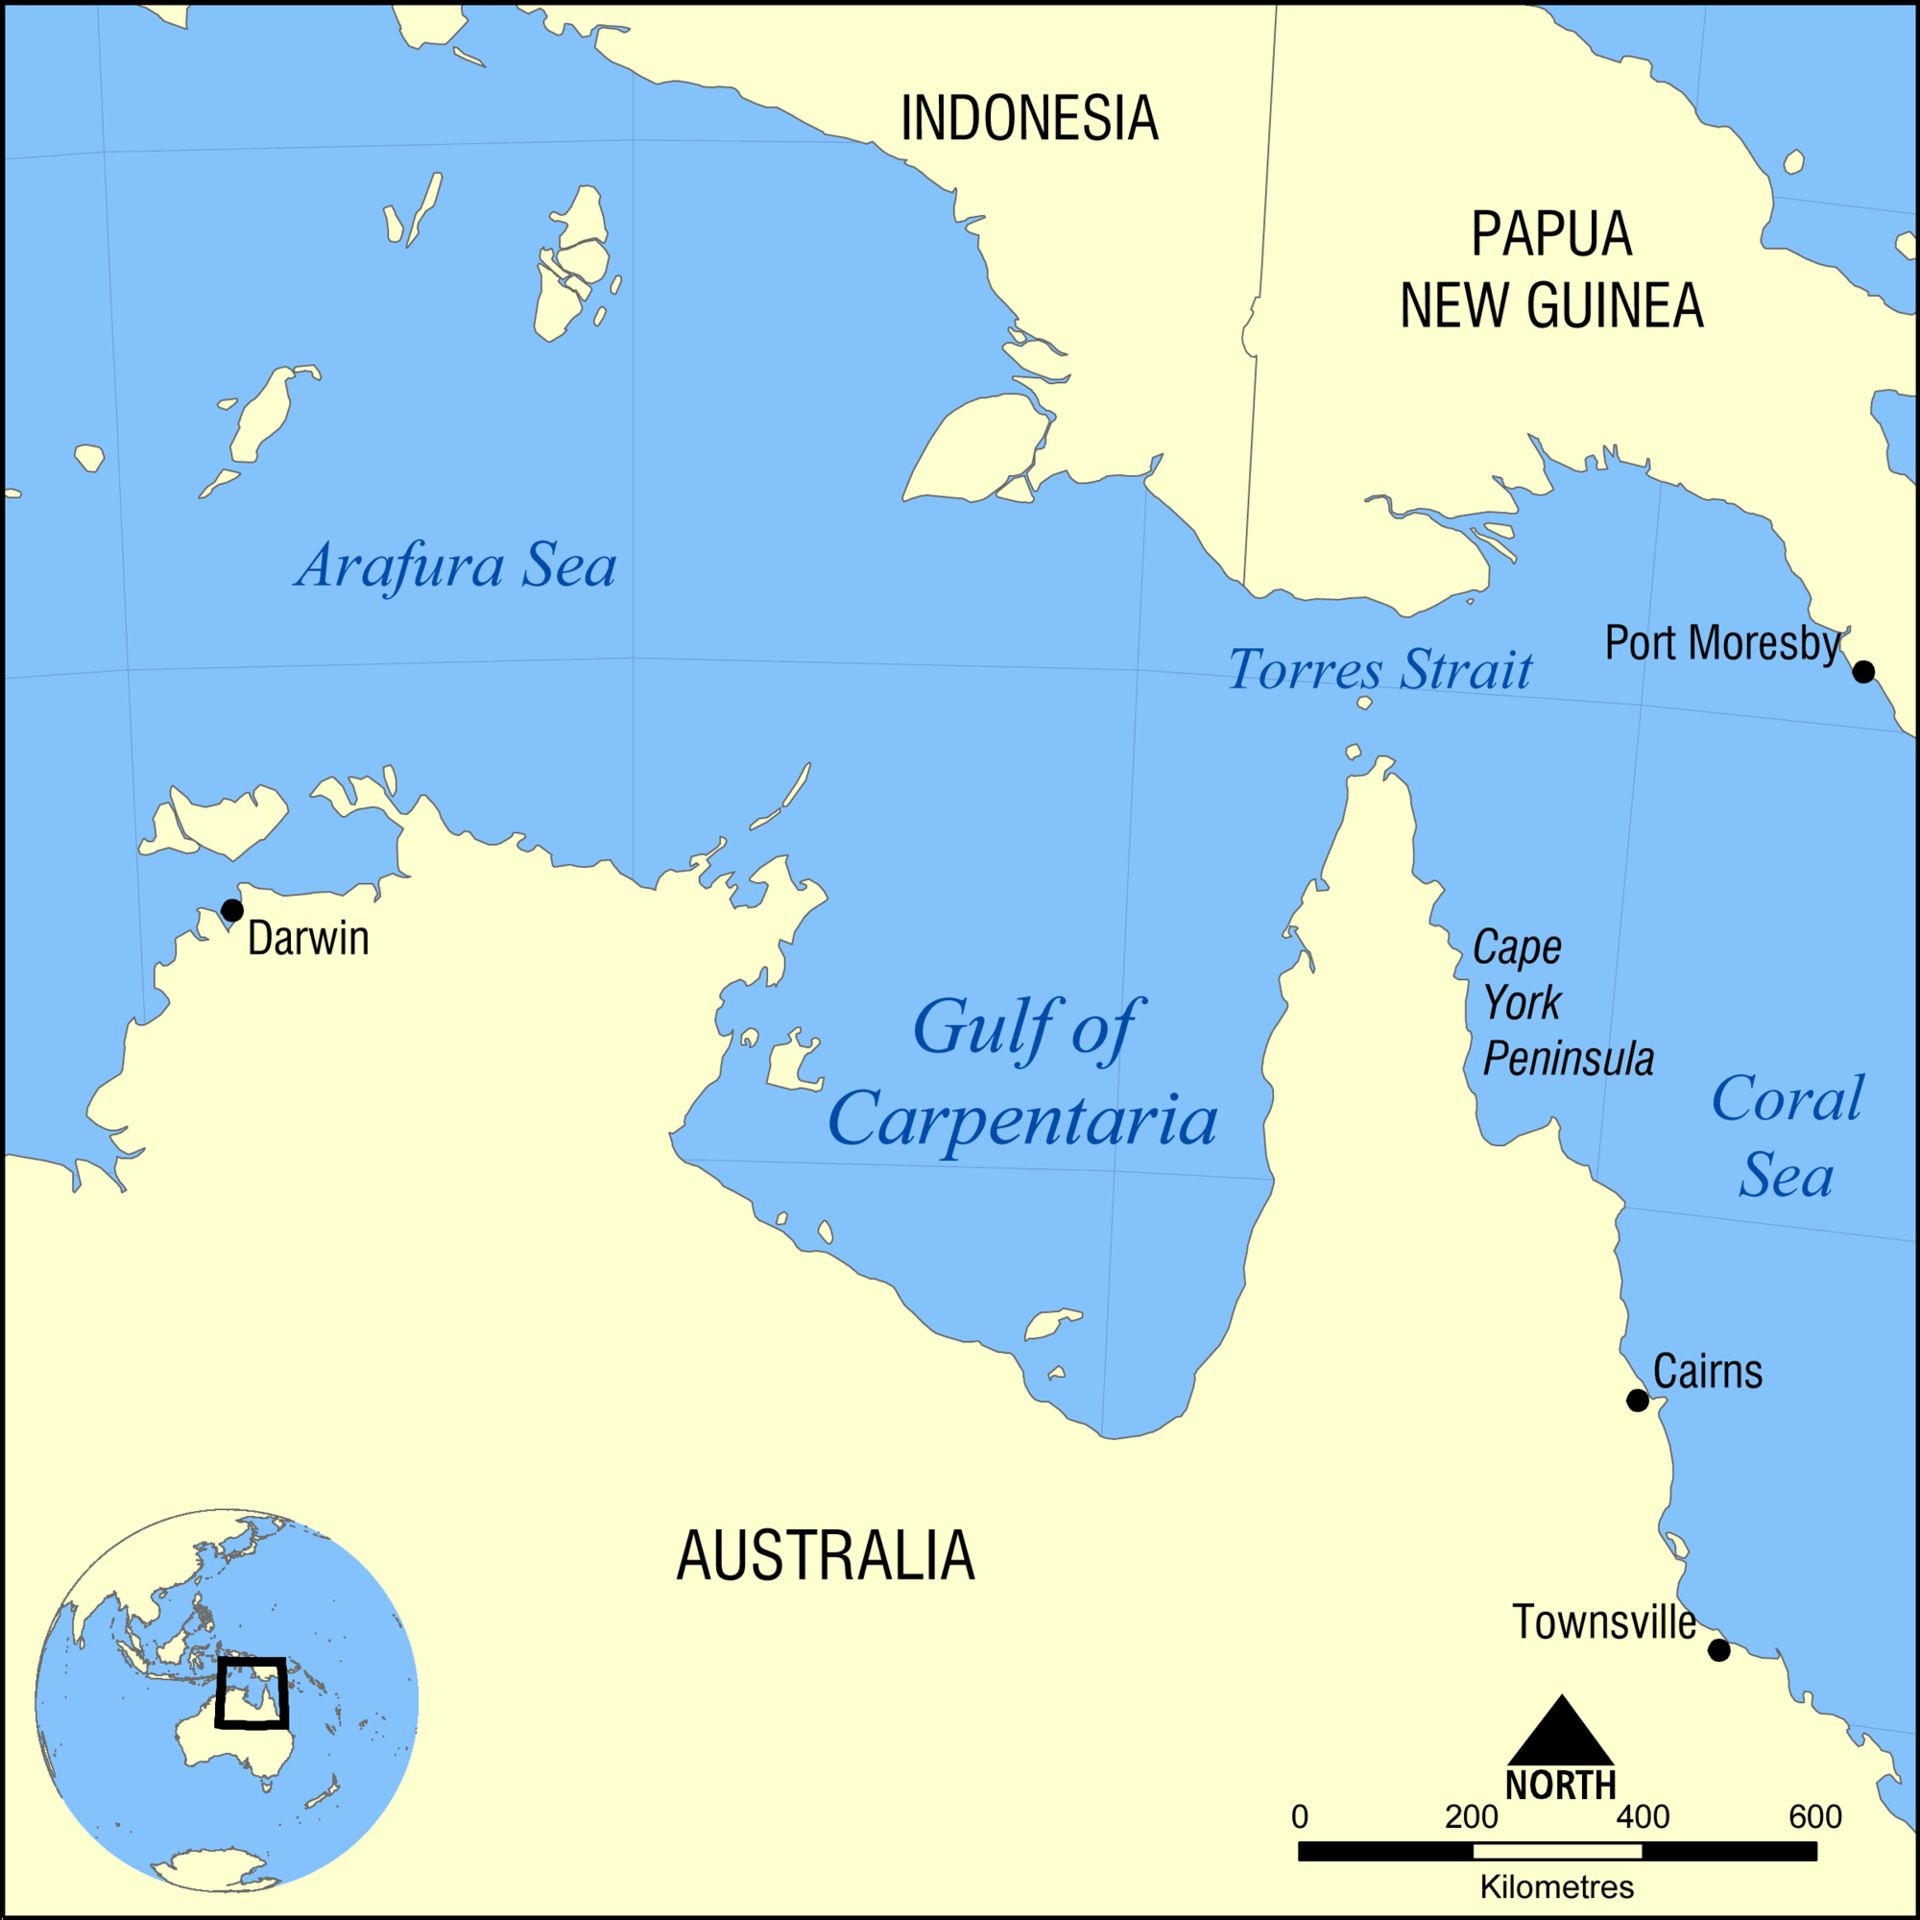 INDONESIA
PAPUA
NEW GUINEA
Arafura Sea
Torres Strait
Port Moresby
Darwin
Cape
York
Peninsula
Gulf of
Carpentaria
Coral
Sea
Cairns
AUSTRALIA
Townsville
NORTH
0 200 400 600
Kilometres